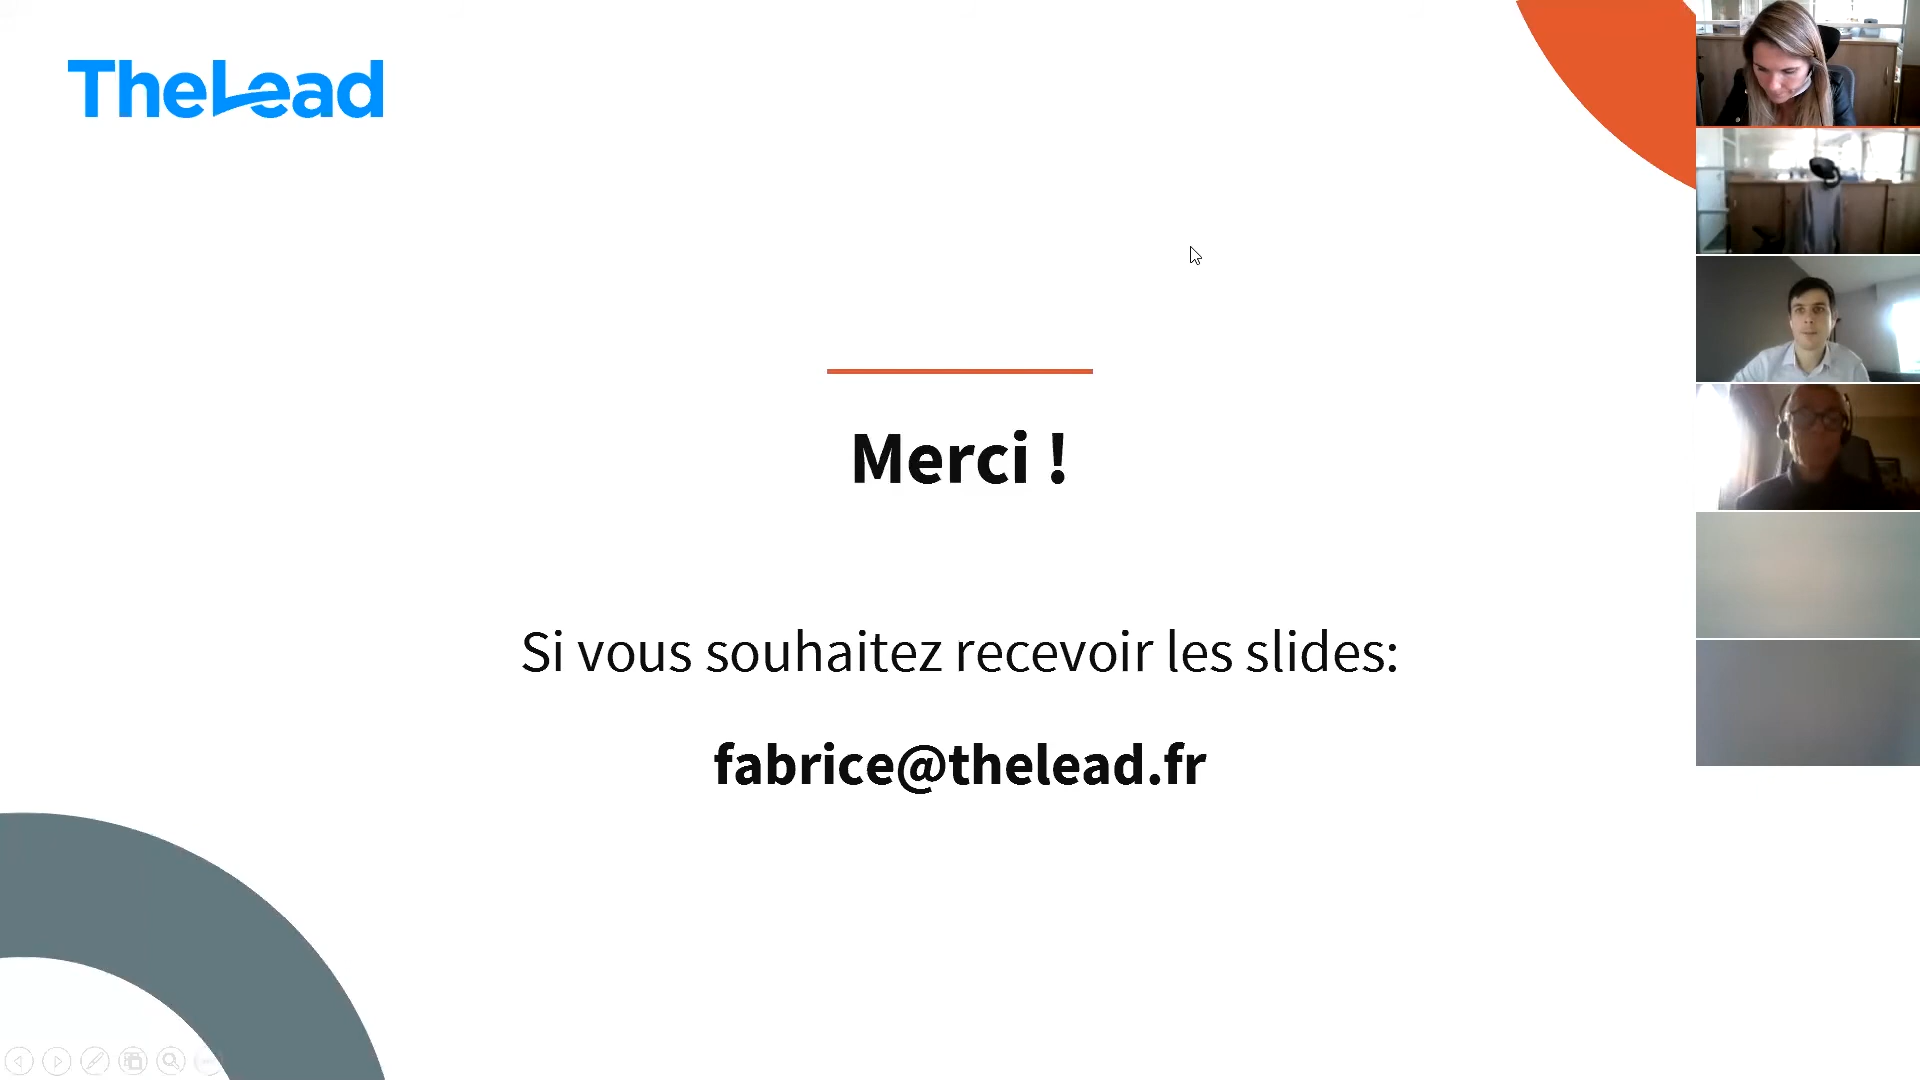 TheLead
Merci !
Si vous souhaitez recevoir les slides:
fabrice@thelead.fr